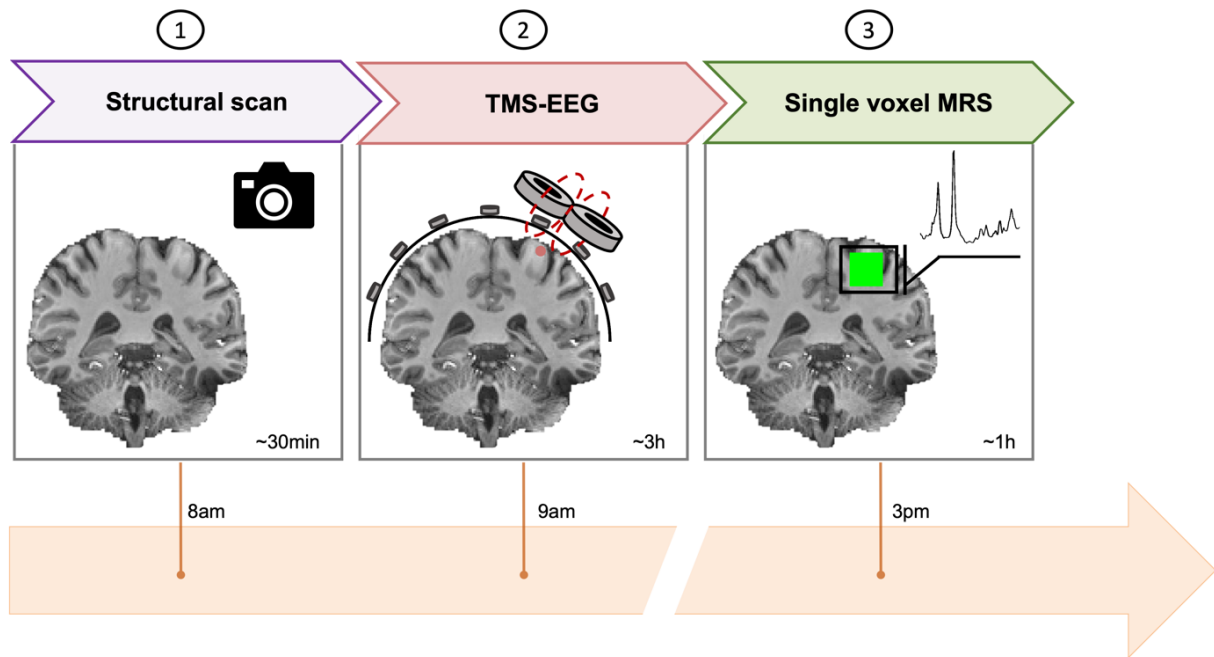 1
2
3
Structural scan
TMS-EEG
Single voxel MRS
~30min
~3h
~1h
8am
9am
3pm